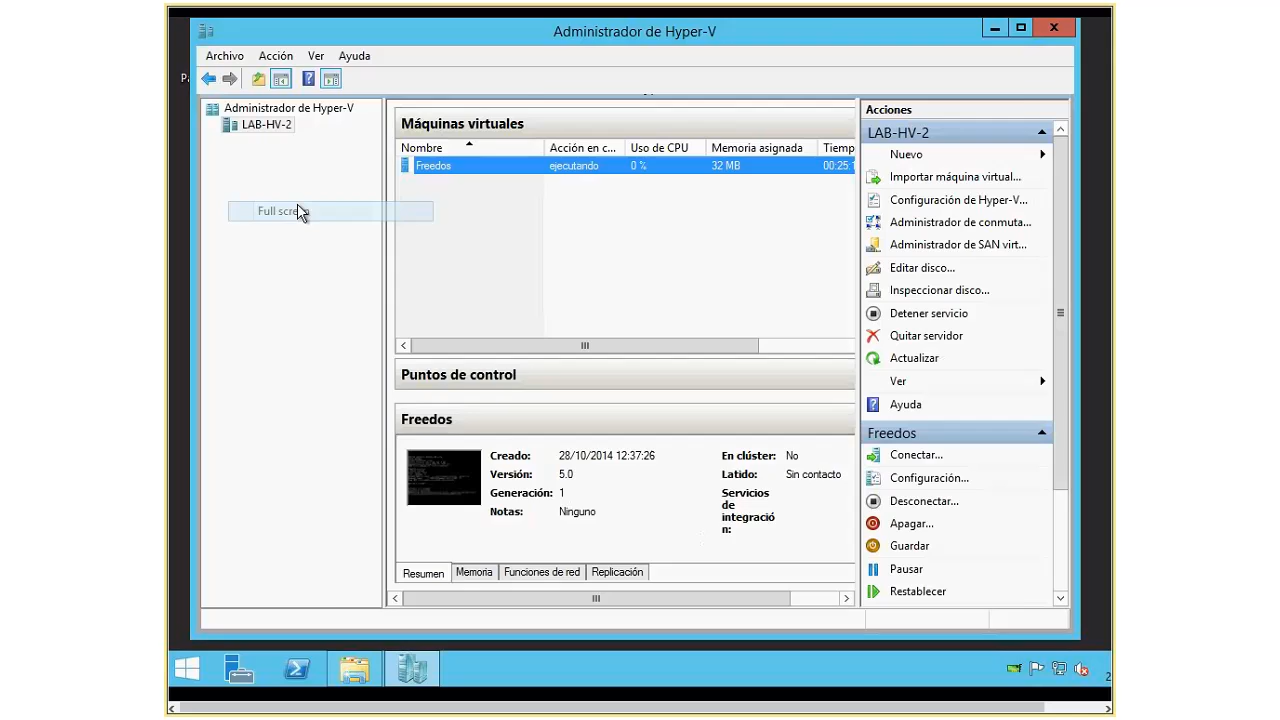 Administrador de Hyper-V
Archivo Acción Ver Ayuda
Administrador de Hyper-V
LAB-HV-2
Full screen
Máquinas virtuales
Nombre Acción en c... Uso de CPU Memoria asignada Tiemp
Freedos ejecutando 0 % 32 MB 00:25:1
Puntos de control
Freedos
Creado: 28/10/2014 12:37:26
Versión: 5.0
Generación: 1
Notas: Ninguno
En clúster: No
Latido: Sin contacto
Servicios
de
integració
n:
Resumen Memoria Funciones de red Replicación
Acciones
LAB-HV-2
Nuevo
Importar máquina virtual...
Configuración de Hyper-V...
Administrador de conmuta...
Administrador de SAN virt...
Editar disco...
Inspeccionar disco...
Detener servicio
Quitar servidor
Actualizar
Ver
Ayuda
Freedos
Conectar...
Configuración...
Desconectar...
Apagar...
Guardar
Pausar
Restablecer